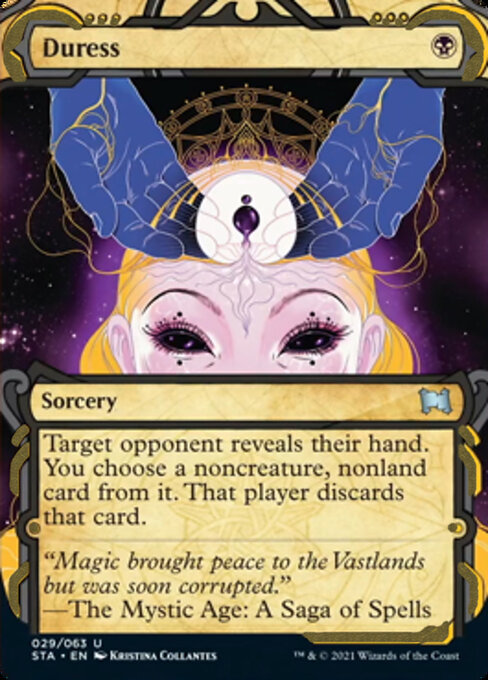 Duress
Sorcery
Target opponent reveals their hand.
You choose a noncreature, nonland
card from it. That player discards
that card.
“Magic brought peace to the Vastlands
but was soon corrupted.”
—The Mystic Age: A Saga of Spells
029/063 U
STA • EN Kristina Collantes
™ & © 2021 Wizards of the Coast